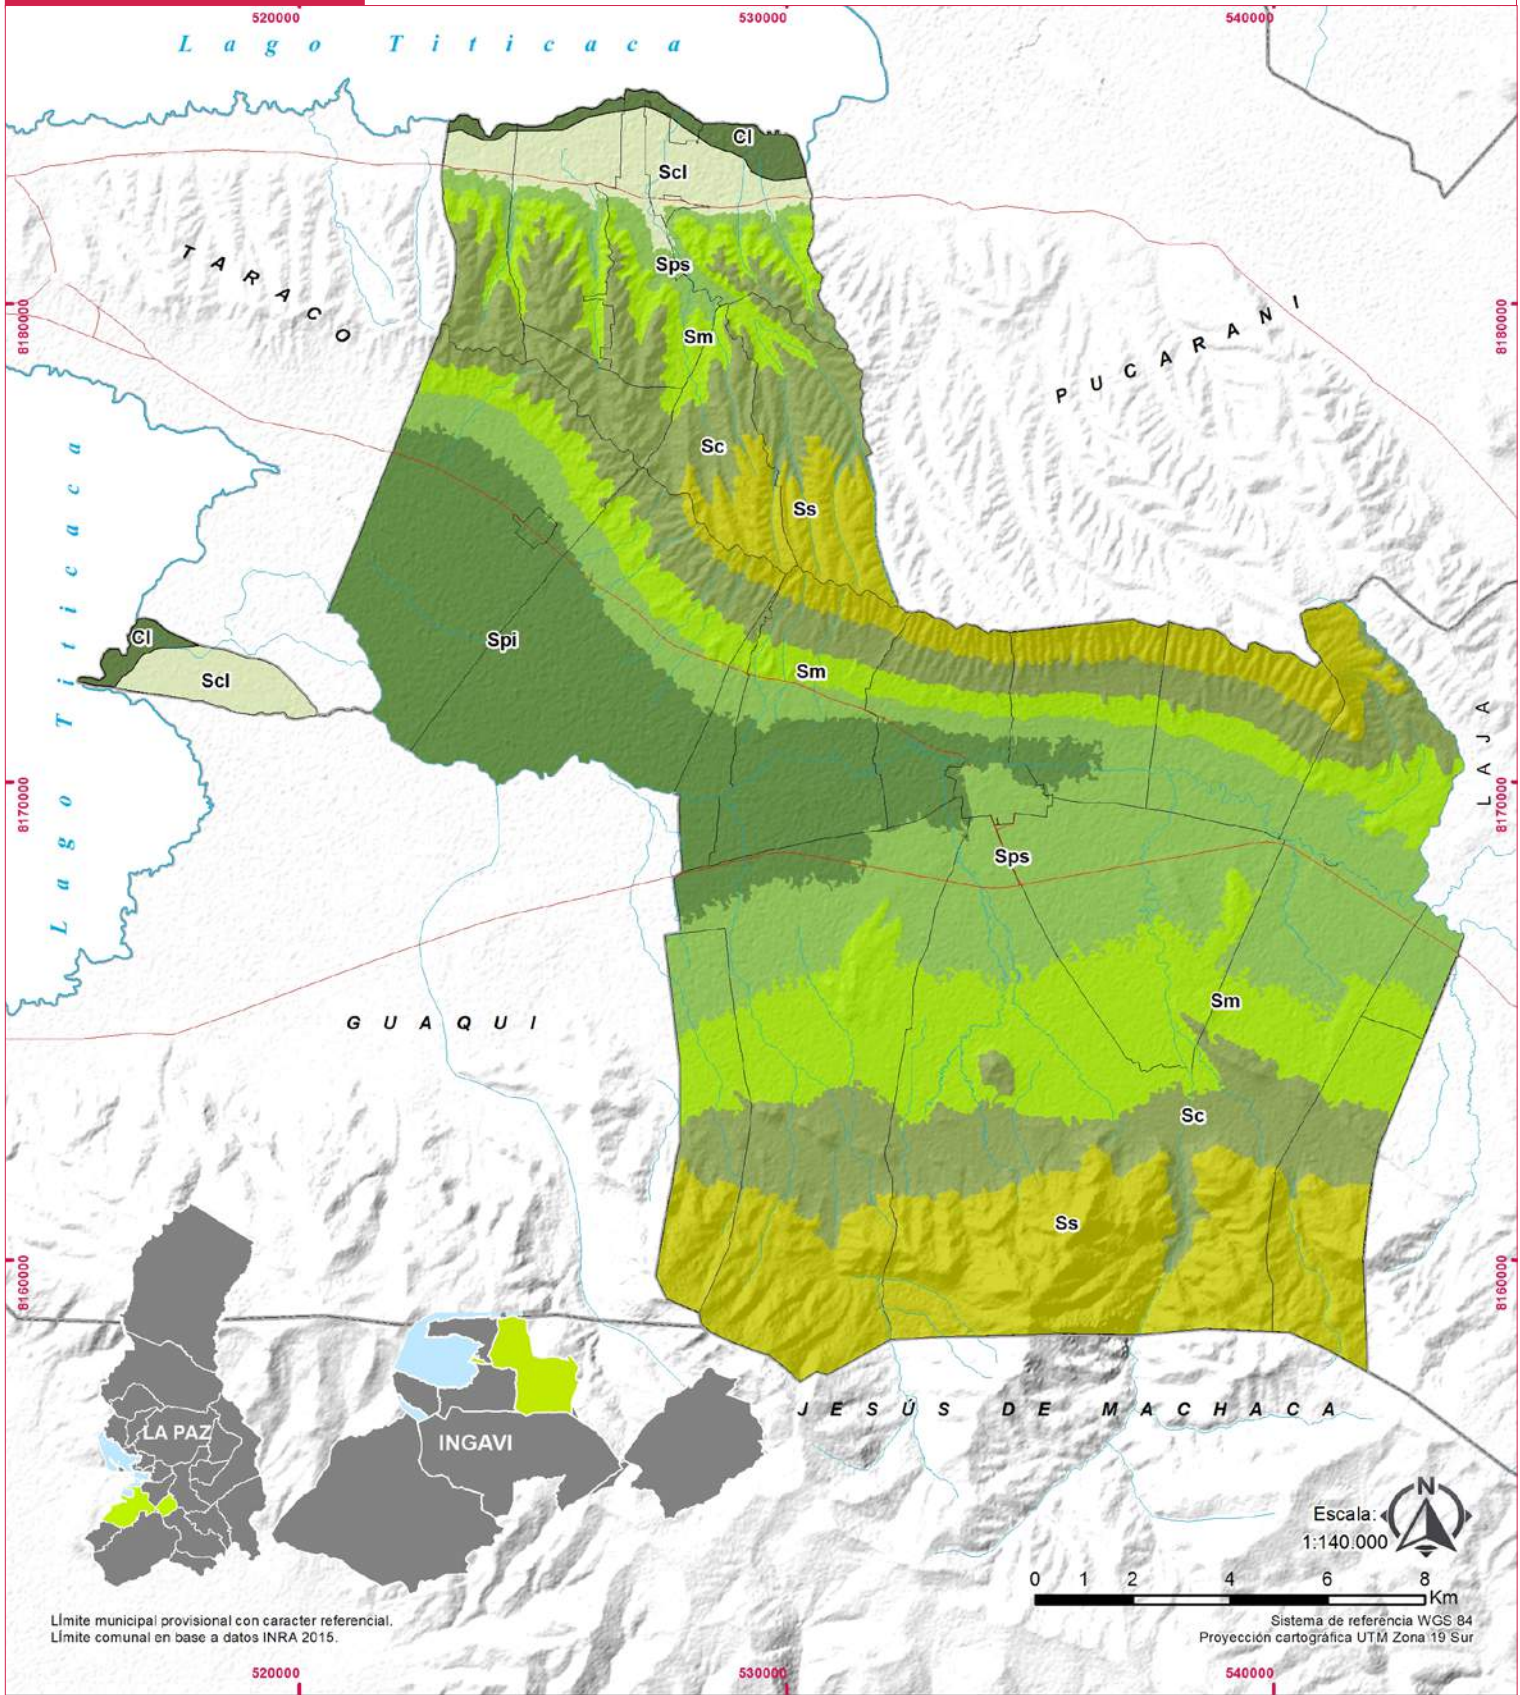 520000 530000 540000
Lago Titicaca
Cl
Scl
Sps
TARACO
8180000
8180000
PUCARANI
Sm
Sc
Ss
Lago Titicaca
Cl
Spi
Scl
Sm
LAJA
8170000
8170000
Sps
Sm
GUAQUI
Sc
Ss
8160000
8160000
JESÚS DE MACHACA
LA PAZ
INGAVI
N
Escala:
1:140.000
0 1 2 4 6 8
Km
Límite municipal provisional con caracter referencial.
Límite comunal en base a datos INRA 2015.
Sistema de referencia WGS 84
Proyección cartográfica UTM Zona 19 Sur
520000 530000 540000